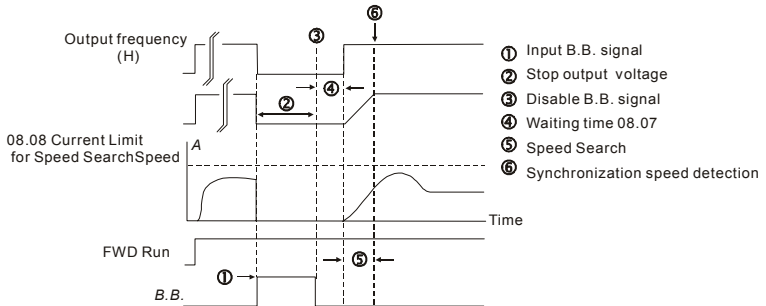 ⑥
Output frequency
(H)
③
④
②
① Input B.B. signal
② Stop output voltage
③ Disable B.B. signal
④ Waiting time 08.07
⑤ Speed Search
⑥ Synchronization speed detection
08.08 Current Limit
for Speed SearchSpeed
A
Time
FWD Run
⑤
①
B.B.